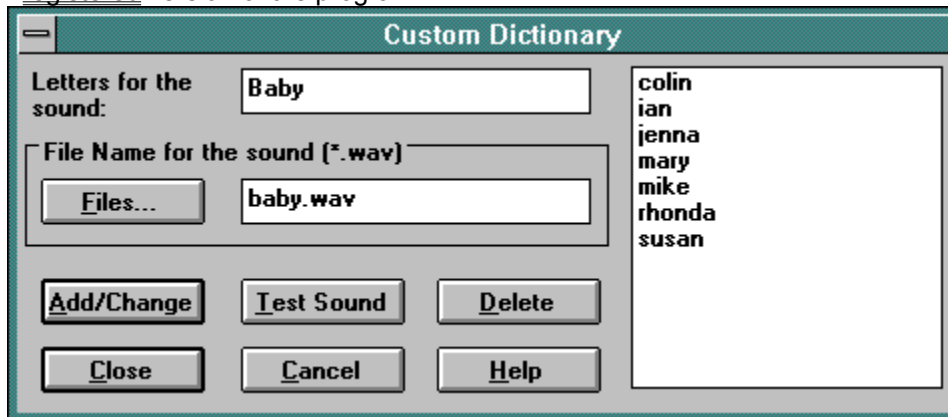 Custom Dictionary
Letters for the
sound:
Baby
File Name for the sound (*.wav)
Files...
baby.wav
Add/Change
Test Sound
Delete
Close
Cancel
Help
colin
ian
jenna
mary
mike
rhonda
susan